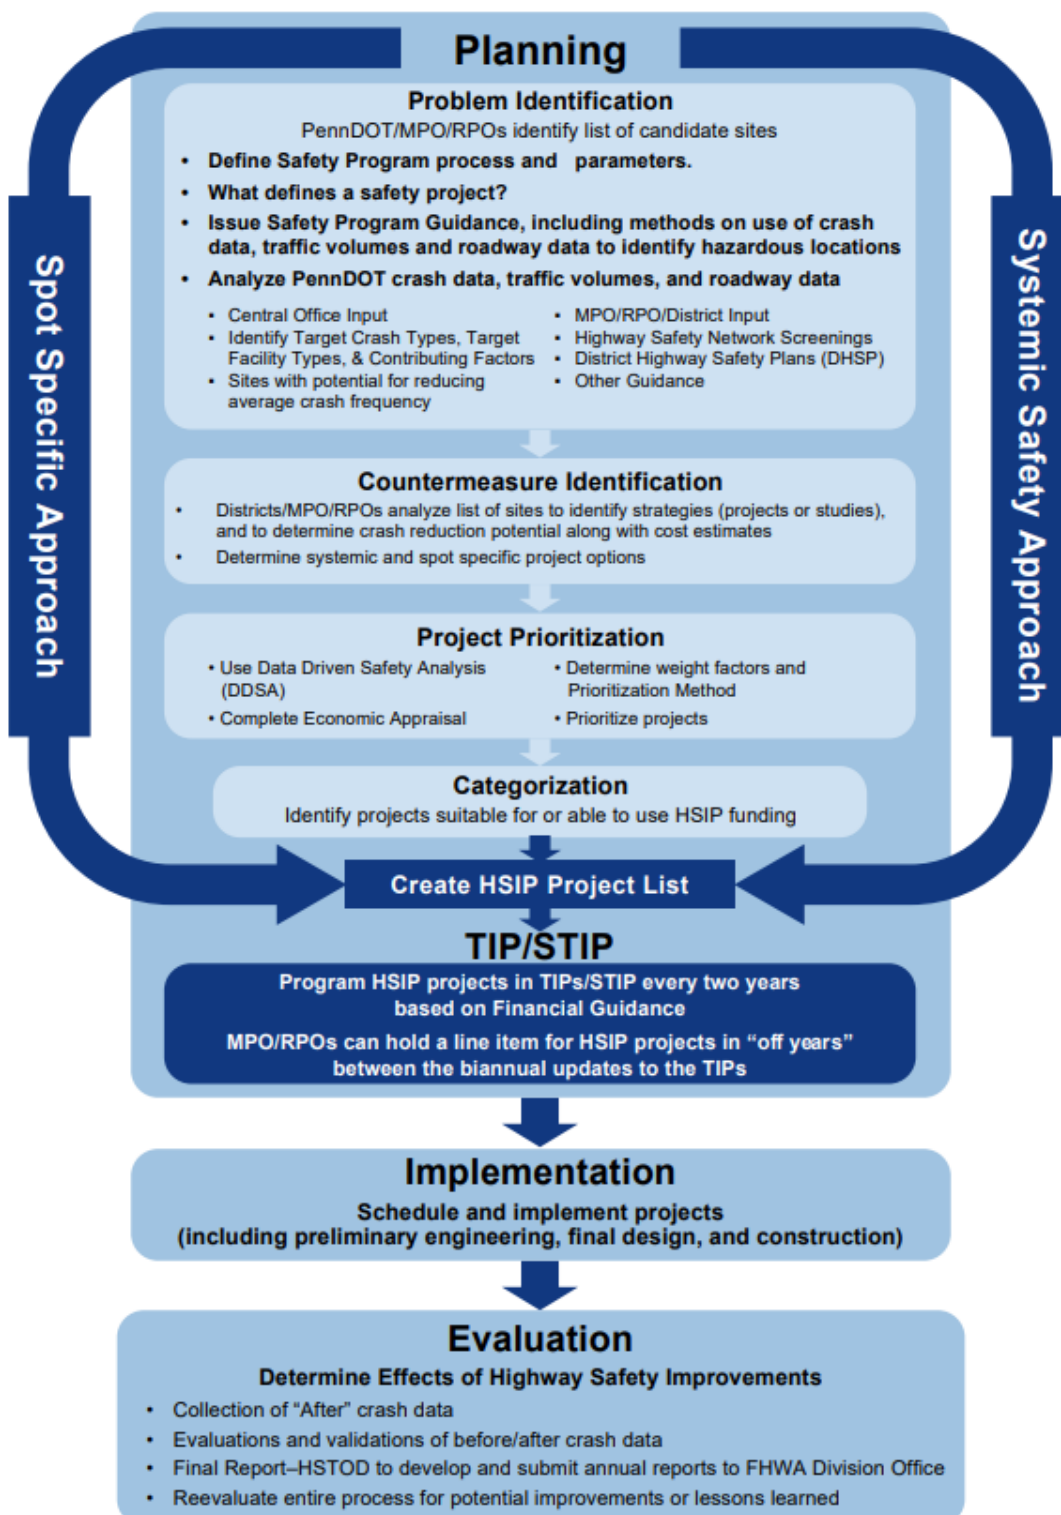 Planning
Problem Identification
PennDOT/MPO/RPOs identify list of candidate sites
• Define Safety Program process and parameters.
• What defines a safety project?
• Issue Safety Program Guidance, including methods on use of crash
data, traffic volumes and roadway data to identify hazardous locations
• Analyze PennDOT crash data, traffic volumes, and roadway data
▪ Central Office Input
▪ Identify Target Crash Types, Target
Facility Types, & Contributing Factors
▪ Sites with potential for reducing
average crash frequency
▪ MPO/RPO/District Input
▪ Highway Safety Network Screenings
▪ District Highway Safety Plans (DHSP)
▪ Other Guidance
Spot Specific Approach
Systemic Safety Approach
Countermeasure Identification
• Districts/MPO/RPOs analyze list of sites to identify strategies (projects or studies),
and to determine crash reduction potential along with cost estimates
• Determine systemic and spot specific project options
Project Prioritization
• Use Data Driven Safety Analysis
(DDSA)
• Complete Economic Appraisal
• Determine weight factors and
Prioritization Method
• Prioritize projects
Categorization
Identify projects suitable for or able to use HSIP funding
Create HSIP Project List
TIP/STIP
Program HSIP projects in TIPs/STIP every two years
based on Financial Guidance
MPO/RPOs can hold a line item for HSIP projects in “off years”
between the biannual updates to the TIPs
Implementation
Schedule and implement projects
(including preliminary engineering, final design, and construction)
Evaluation
Determine Effects of Highway Safety Improvements
• Collection of “After” crash data
• Evaluations and validations of before/after crash data
• Final Report–HSTOD to develop and submit annual reports to FHWA Division Office
• Reevaluate entire process for potential improvements or lessons learned